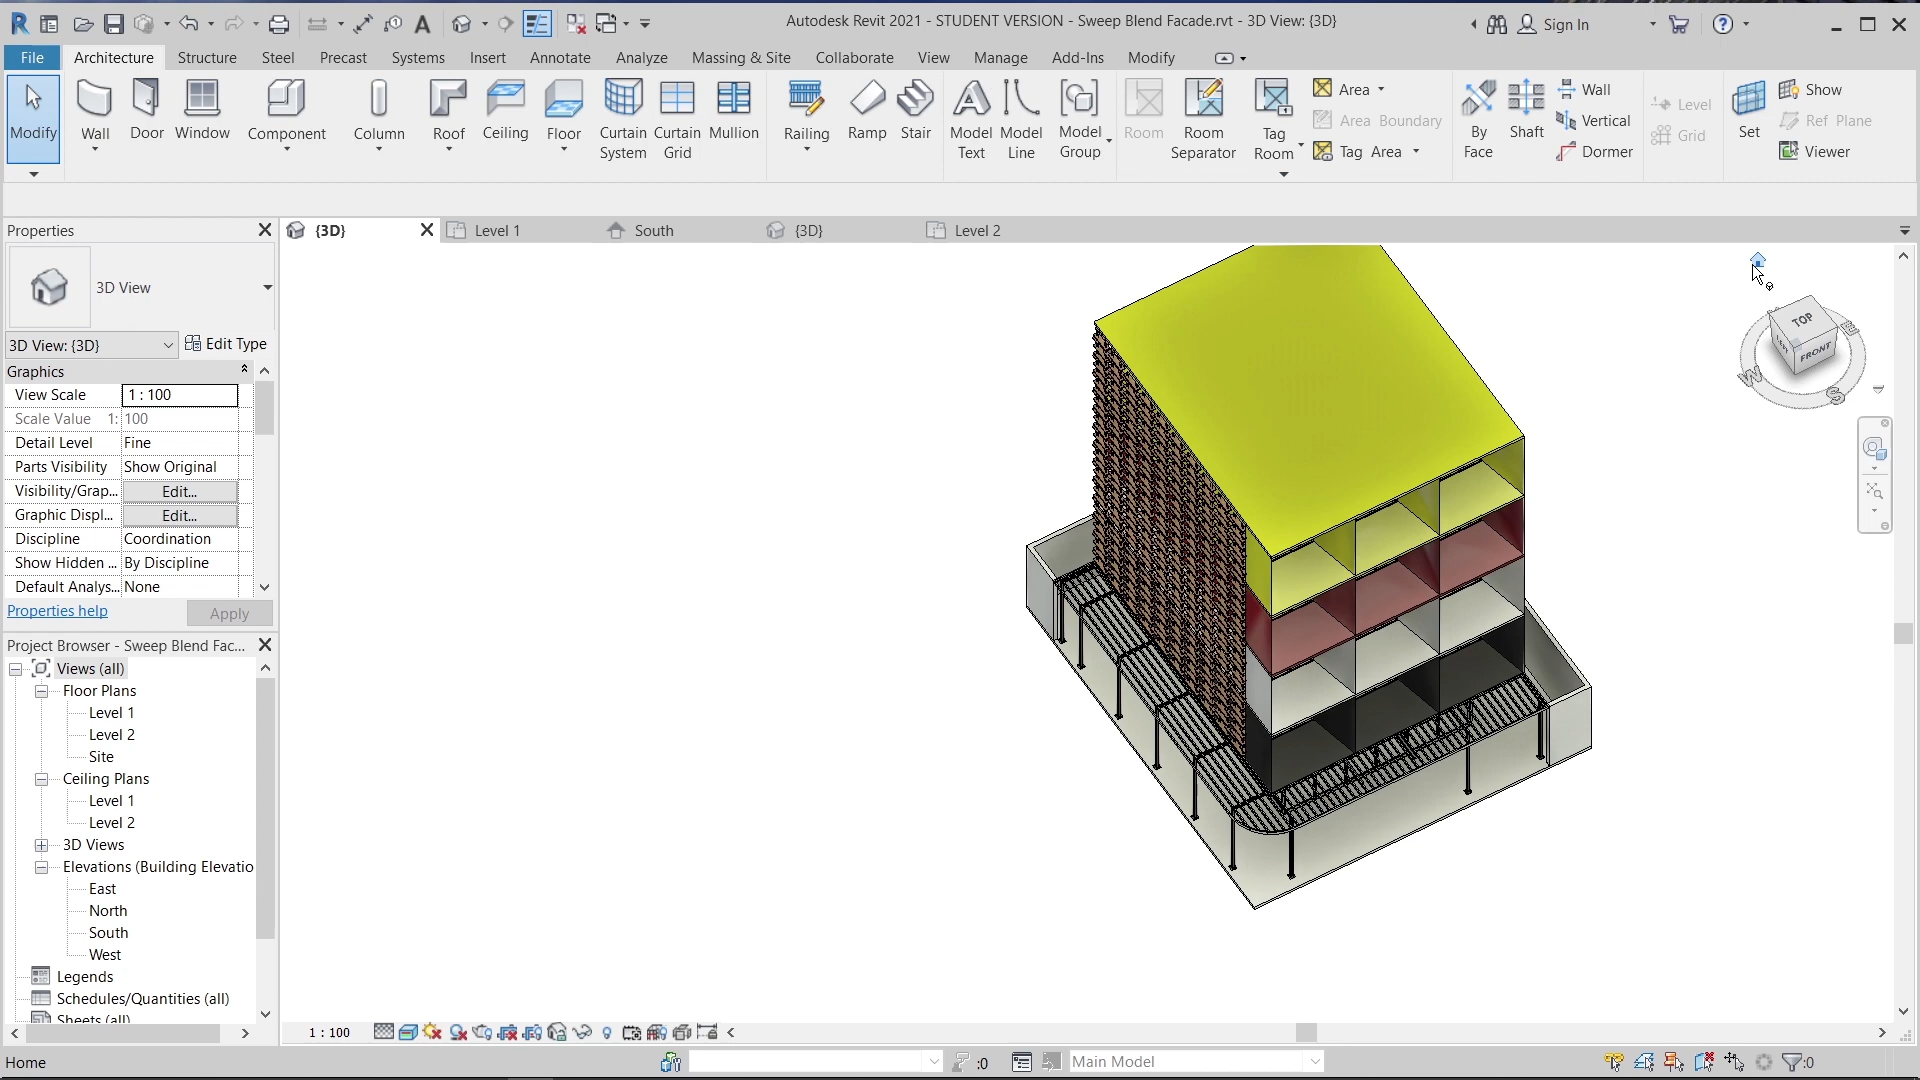 Autodesk Revit 2021 - STUDENT VERSION - Sweep Blend Facade.rvt - 3D View: {3D}
Sign In
File Architecture Structure Steel Precast Systems Insert Annotate Analyze Massing & Site Collaborate View Manage Add-Ins Modify
Modify
Wall
Door
Window
Component
Column
Roof
Ceiling
Floor
Curtain System
Curtain Grid
Mullion
Railing
Ramp
Stair
Model Text
Model Line
Model Group
Room
Room Separator
Tag Room
Area
Area Boundary
Tag Area
By Face
Shaft
Wall
Vertical
Dormer
Level
Grid
Set
Show
Ref Plane
Viewer
Properties
{3D}
Level 1
South
{3D}
Level 2
3D View
3D View: {3D}
Edit Type
Graphics
View Scale 1 : 100
Scale Value 1: 100
Detail Level Fine
Parts Visibility Show Original
Visibility/Grap... Edit...
Graphic Displ... Edit...
Discipline Coordination
Show Hidden ... By Discipline
Default Analys... None
Properties help
Apply
Project Browser - Sweep Blend Fac...
Views (all)
Floor Plans
Level 1
Level 2
Site
Ceiling Plans
Level 1
Level 2
3D Views
Elevations (Building Elevatio
East
North
South
West
Legends
Schedules/Quantities (all)
Sheets (all)
TOP
LEFT
FRONT
E
W
S
1 : 100
Home
:0
Main Model
:0